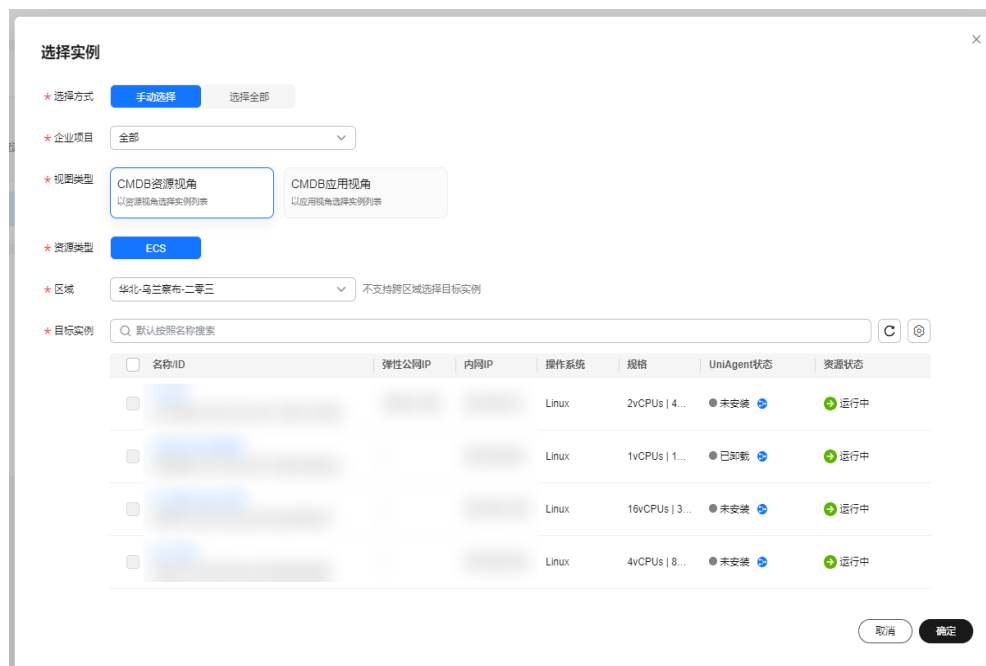 选择实例
* 选择方式 手动选择 选择全部
* 企业项目 全部
* 视图类型 CMDB资源视角 CMDB应用视角
以资源视角选择实例列表 以应用视角选择实例列表
* 资源类型 ECS
* 区域 华北-乌兰察布-二零三 不支持跨区域选择目标实例
* 目标实例 默认按照名称搜索
名称/ID 弹性公网IP 内网IP 操作系统 规格 UniAgent状态 资源状态
Linux 2vCPUs | 4... 未安装 运行中
Linux 1vCPUs | 1... 已卸载 运行中
Linux 16vCPUs | 3... 未安装 运行中
Linux 4vCPUs | 8... 未安装 运行中
取消 确定